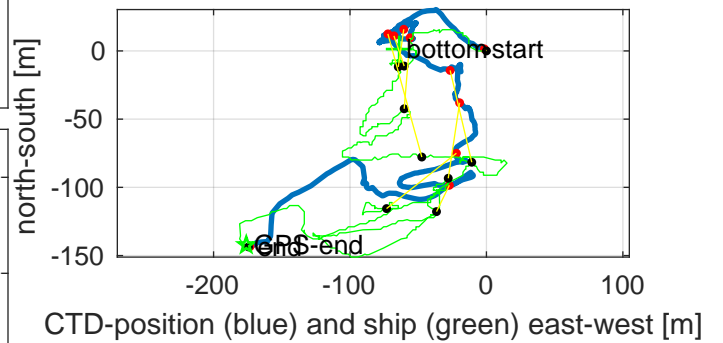 0
-50
-100
-150
north-south [m]
bottom start
GPS-end
end
-200
-100
0
100
CTD-position (blue) and ship (green) east-west [m]